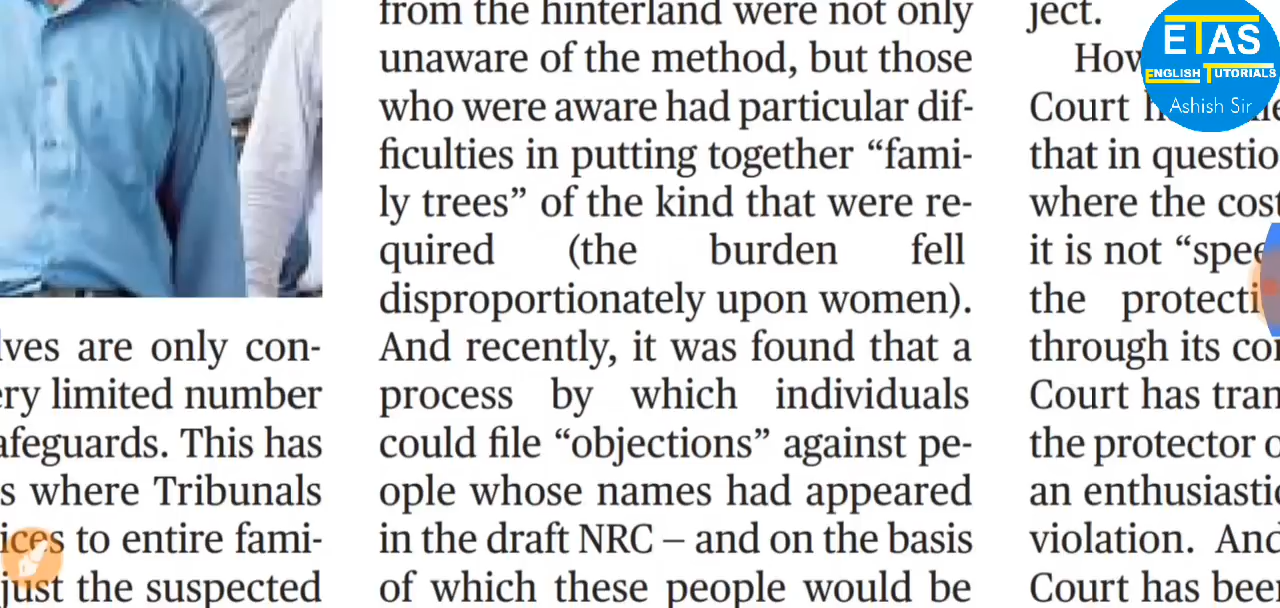 lves are only con-
ery limited number
afeguards. This has
s where Tribunals
ices to entire fami-
just the suspected
from the hinterland were not only
unaware of the method, but those
who were aware had particular dif-
ficulties in putting together “fami-
ly trees” of the kind that were re-
quired (the burden fell
disproportionately upon women).
And recently, it was found that a
process by which individuals
could file “objections” against pe-
ople whose names had appeared
in the draft NRC – and on the basis
of which these people would be
ject.
How
Court
that in questio
where the cost
it is not “spee
the protecti
through its co
Court has tran
the protector o
an enthusiastic
violation. And
Court has been
ETAS
ENGLISH TUTORIALS
Ashish Sir